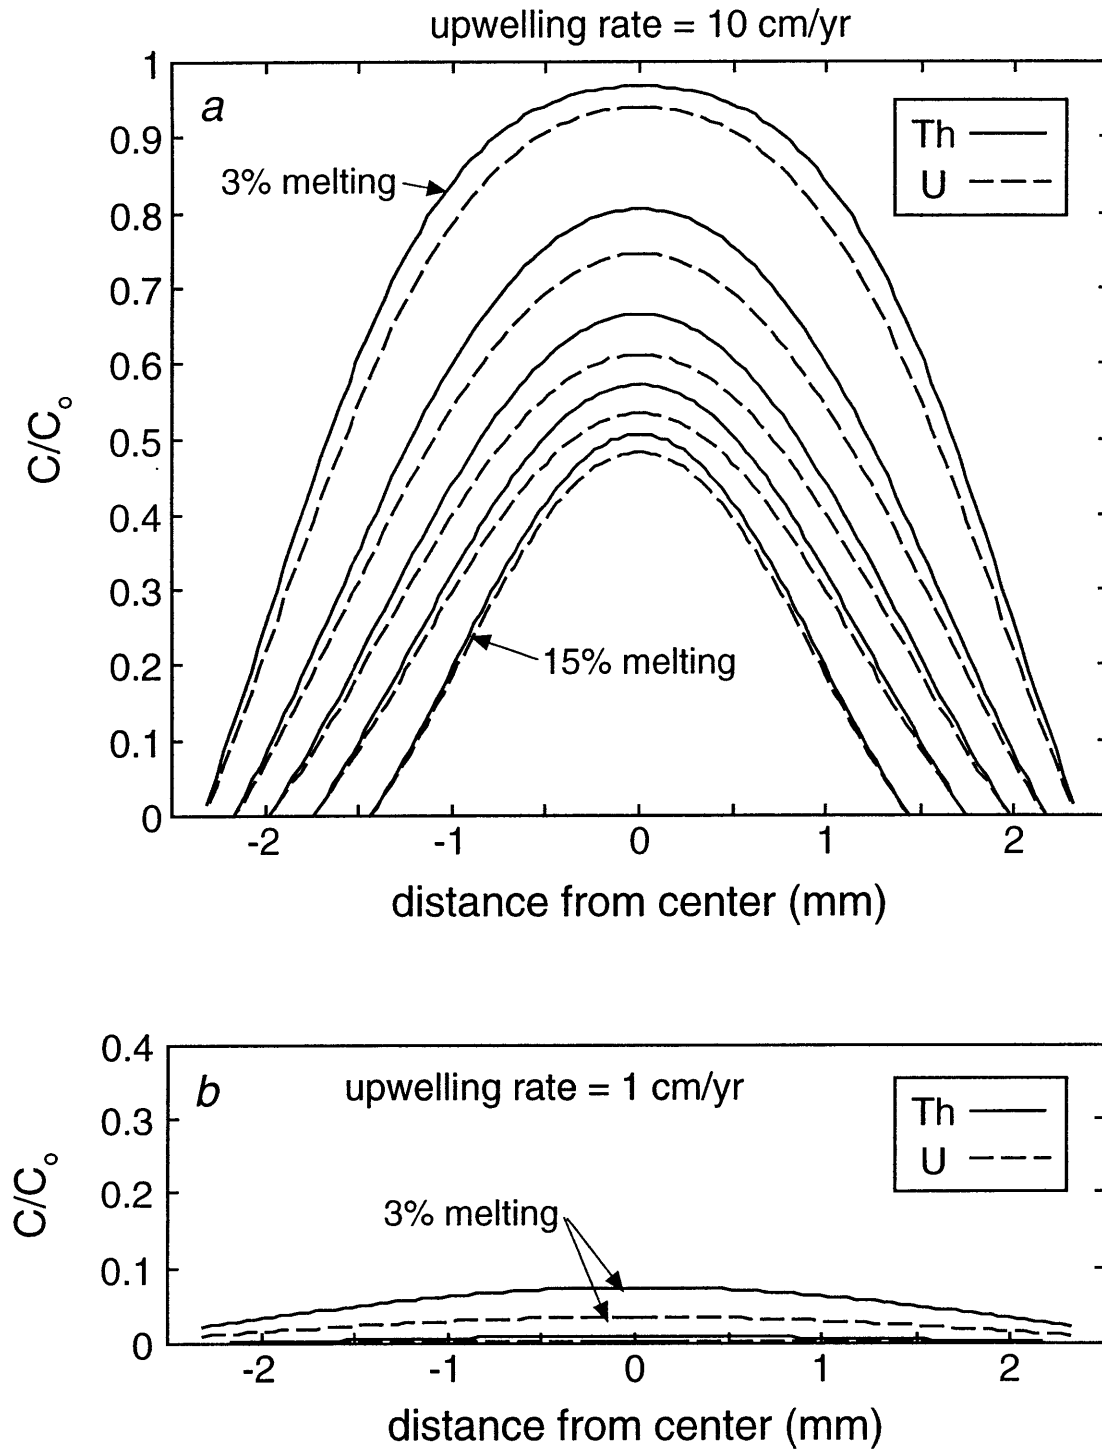 upwelling rate = 10 cm/yr
a
Th
U
3% melting
15% melting
1
0.9
0.8
0.7
0.6
0.5
0.4
0.3
0.2
0.1
0
C/Co
-2 -1 0 1 2
distance from center (mm)
b
upwelling rate = 1 cm/yr
Th
U
3% melting
0.4
0.3
0.2
0.1
0
C/Co
-2 -1 0 1 2
distance from center (mm)